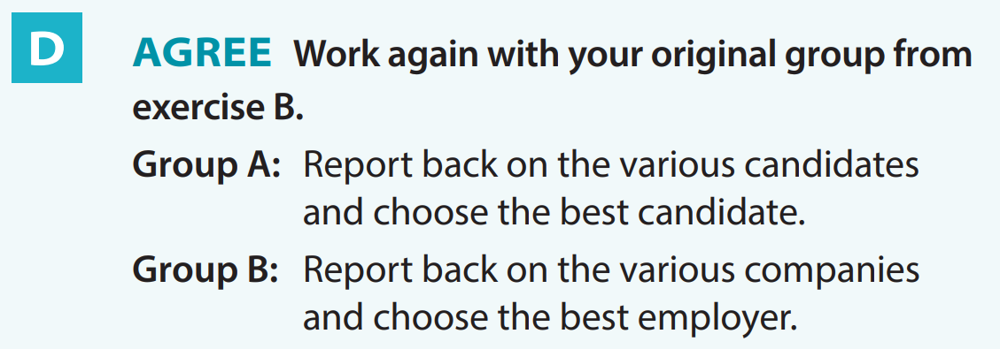 D AGREE Work again with your original group from
exercise B.
Group A: Report back on the various candidates
and choose the best candidate.
Group B: Report back on the various companies
and choose the best employer.